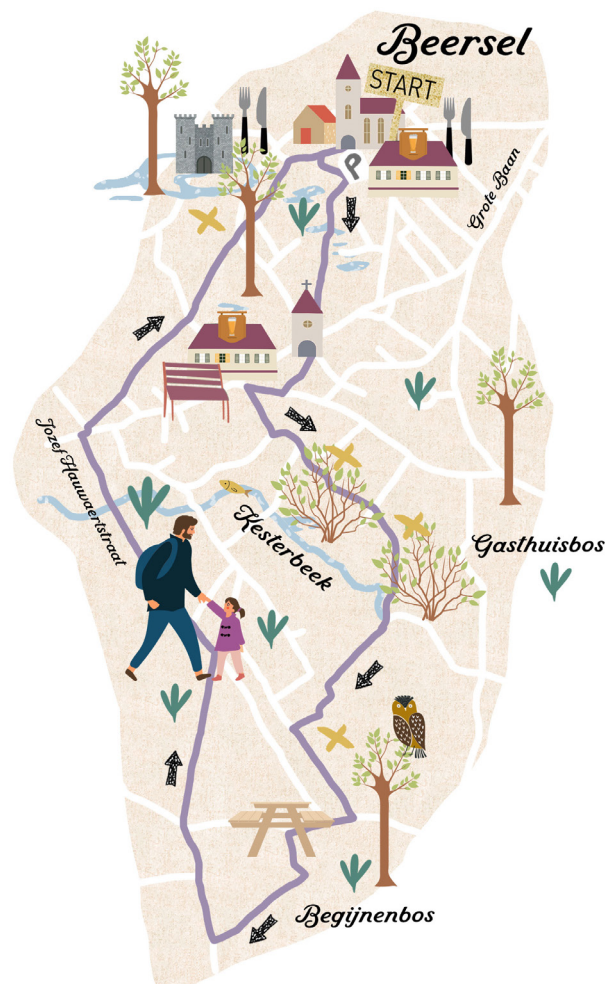 Beersel
START
P
Grote Baan
Jozef Hauwaertstraat
Kesterbeek
Gasthuisbos
Begijnenbos